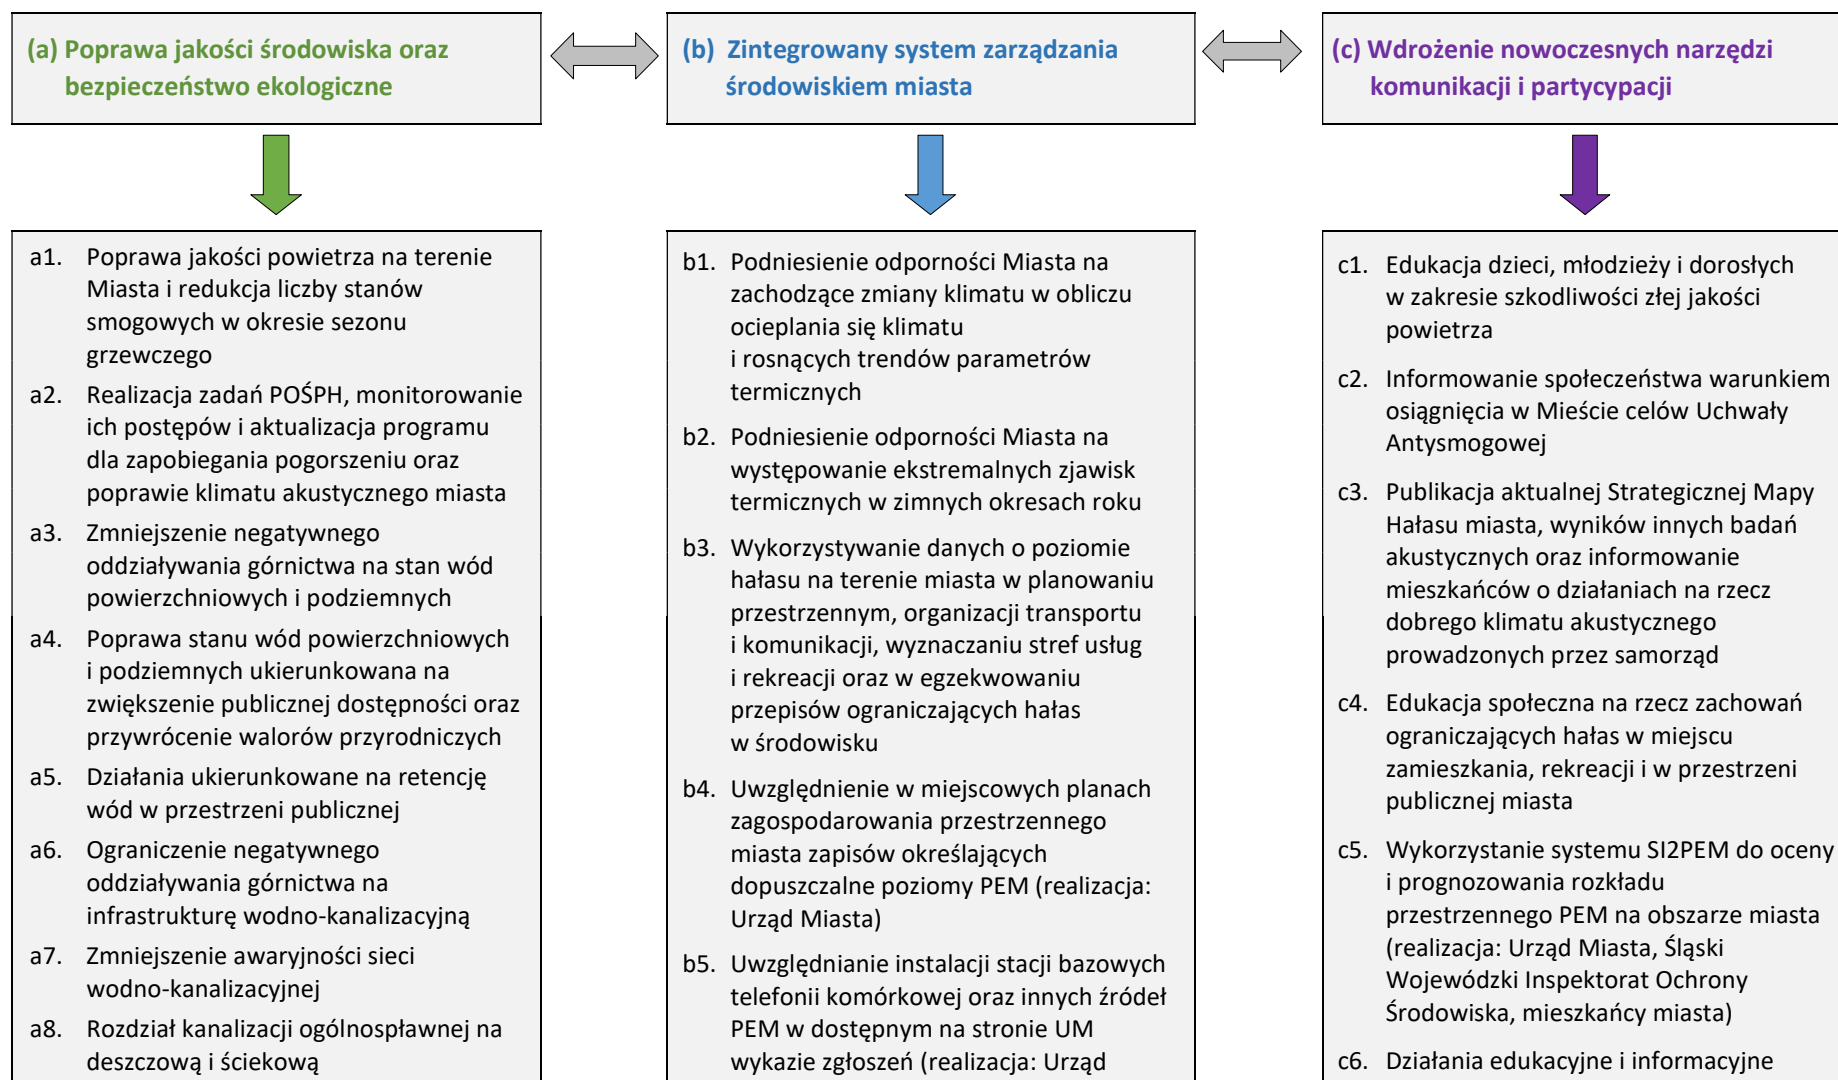 (a) Poprawa jakości środowiska oraz
bezpieczeństwo ekologiczne
(b) Zintegrowany system zarządzania
środowiskiem miasta
(c) Wdrożenie nowoczesnych narzędzi
komunikacji i partycypacji
a1. Poprawa jakości powietrza na terenie
Miasta i redukcja liczby stanów
smogowych w okresie sezonu
grzewczego
a2. Realizacja zadań POŚPH, monitorowanie
ich postępów i aktualizacja programu
dla zapobiegania pogorszeniu oraz
poprawie klimatu akustycznego miasta
a3. Zmniejszenie negatywnego
oddziaływania górnictwa na stan wód
powierzchniowych i podziemnych
a4. Poprawa stanu wód powierzchniowych
i podziemnych ukierunkowana na
zwiększenie publicznej dostępności oraz
przywrócenie walorów przyrodniczych
a5. Działania ukierunkowane na retencję
wód w przestrzeni publicznej
a6. Ograniczenie negatywnego
oddziaływania górnictwa na
infrastrukturę wodno-kanalizacyjną
a7. Zmniejszenie awaryjności sieci
wodno-kanalizacyjnej
a8. Rozdział kanalizacji ogólnospławnej na
deszczową i ściekową
b1. Podniesienie odporności Miasta na
zachodzące zmiany klimatu w obliczu
ocieplania się klimatu
i rosnących trendów parametrów
termicznych
b2. Podniesienie odporności Miasta na
występowanie ekstremalnych zjawisk
termicznych w zimnych okresach roku
b3. Wykorzystywanie danych o poziomie
hałasu na terenie miasta w planowaniu
przestrzennym, organizacji transportu
i komunikacji, wyznaczaniu stref usług
i rekreacji oraz w egzekwowaniu
przepisów ograniczających hałas
w środowisku
b4. Uwzględnienie w miejscowych planach
zagospodarowania przestrzennego
miasta zapisów określających
dopuszczalne poziomy PEM (realizacja:
Urząd Miasta)
b5. Uwzględnianie instalacji stacji bazowych
telefonii komórkowej oraz innych źródeł
PEM w dostępnym na stronie UM
wykazie zgłoszeń (realizacja: Urząd
c1. Edukacja dzieci, młodzieży i dorosłych
w zakresie szkodliwości złej jakości
powietrza
c2. Informowanie społeczeństwa warunkiem
osiągnięcia w Mieście celów Uchwały
Antysmogowej
c3. Publikacja aktualnej Strategicznej Mapy
Hałasu miasta, wyników innych badań
akustycznych oraz informowanie
mieszkańców o działaniach na rzecz
dobrego klimatu akustycznego
prowadzonych przez samorząd
c4. Edukacja społeczna na rzecz zachowań
ograniczających hałas w miejscu
zamieszkania, rekreacji i w przestrzeni
publicznej miasta
c5. Wykorzystanie systemu SI2PEM do oceny
i prognozowania rozkładu
przestrzennego PEM na obszarze miasta
(realizacja: Urząd Miasta, Śląski
Wojewódzki Inspektorat Ochrony
Środowiska, mieszkańcy miasta)
c6. Działania edukacyjne i informacyjne